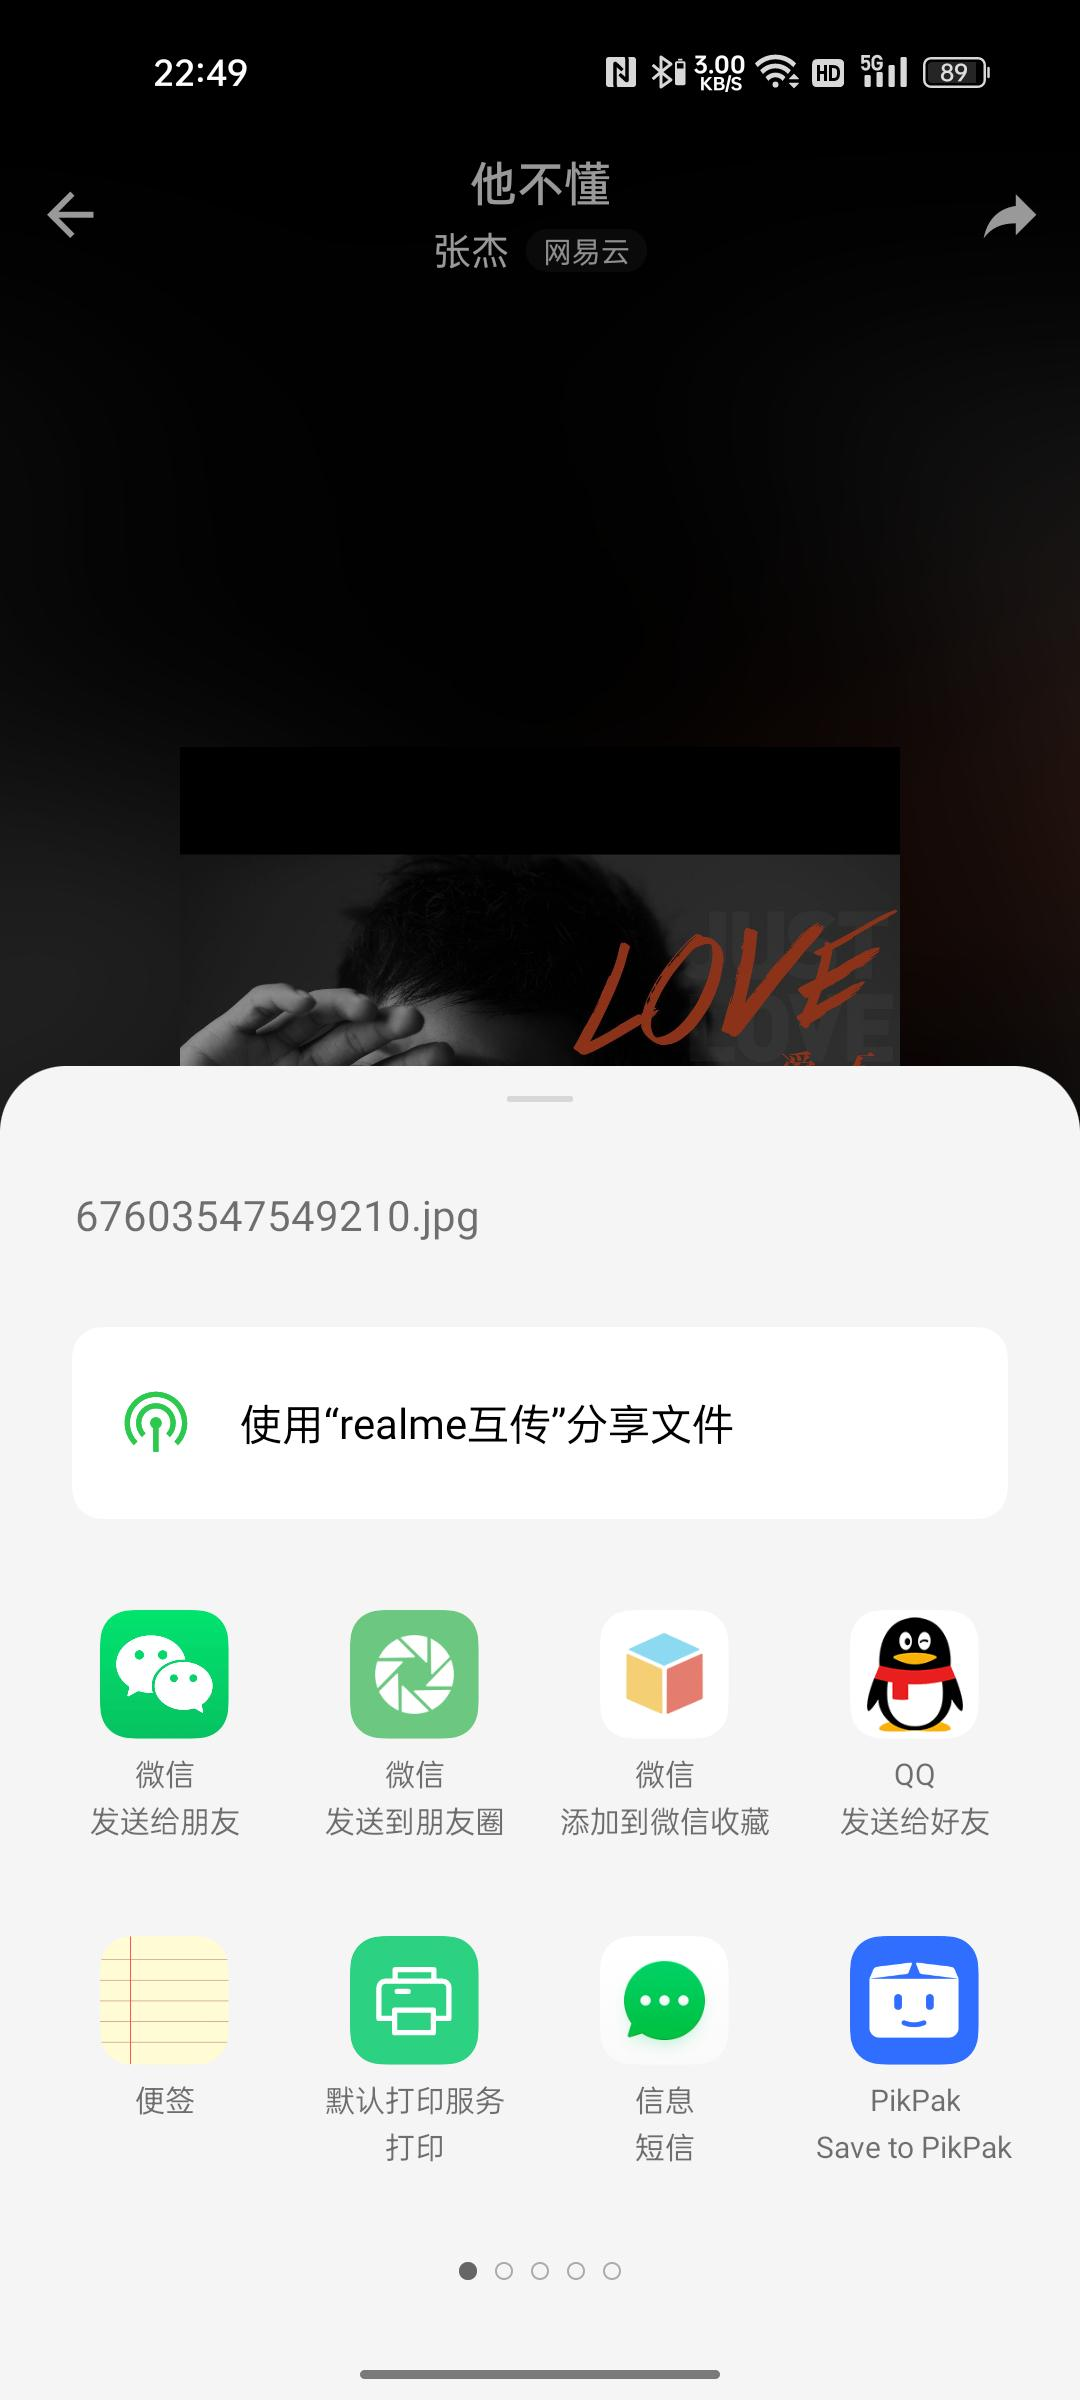 22:49
3.00
KB/S
HD
5G
89
他不懂
张杰 网易云
JUST
LOVE
LOVE
67603547549210.jpg
使用“realme互传”分享文件
微信
发送给朋友
微信
发送到朋友圈
微信
添加到微信收藏
QQ
发送给好友
便签
默认打印服务
打印
信息
短信
PikPak
Save to PikPak